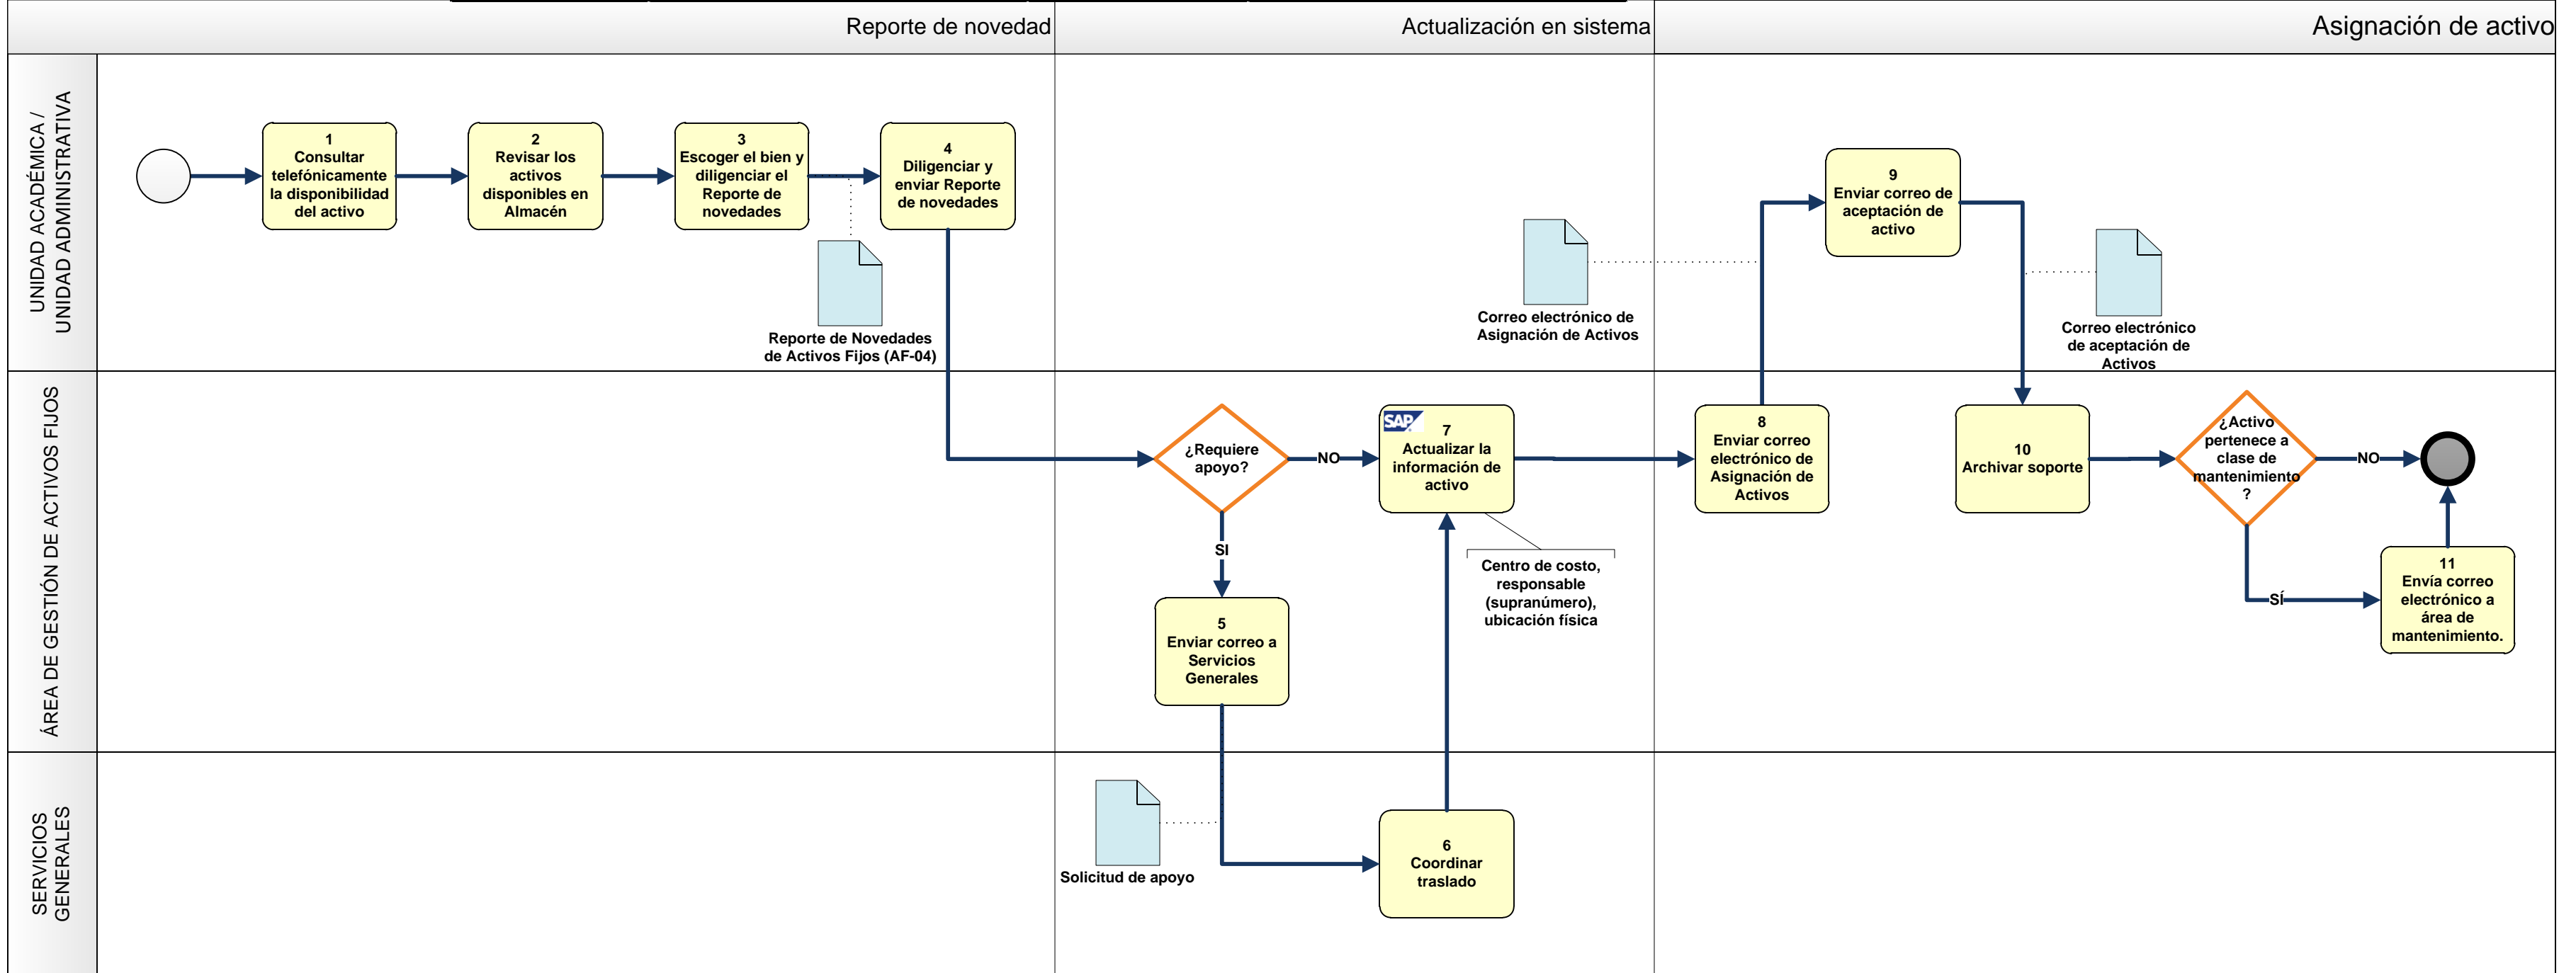 Reporte de novedad
Actualización en sistema
Asignación de activo
UNIDAD ACADÉMICA /
UNIDAD ADMINISTRATIVA
1
Consultar
telefónicamente
la disponibilidad
del activo
2
Revisar los
activos
disponibles en
Almacén
3
Escoger el bien y
diligenciar el
Reporte de
novedades
4
Diligenciar y
enviar Reporte
de novedades
Reporte de Novedades
de Activos Fijos (AF-04)
Correo electrónico de
Asignación de Activos
9
Enviar correo de
aceptación de
activo
Correo electrónico
de aceptación de
Activos
ÁREA DE GESTIÓN DE ACTIVOS FIJOS
¿Requiere
apoyo?
NO
SI
5
Enviar correo a
Servicios
Generales
SAP
7
Actualizar la
información de
activo
Centro de costo,
responsable
(supranúmero),
ubicación física
8
Enviar correo
electrónico de
Asignación de
Activos
10
Archivar soporte
¿Activo
pertenece a
clase de
mantenimiento
?
NO
SÍ
11
Envía correo
electrónico a
área de
mantenimiento.
SERVICIOS
GENERALES
Solicitud de apoyo
6
Coordinar
traslado